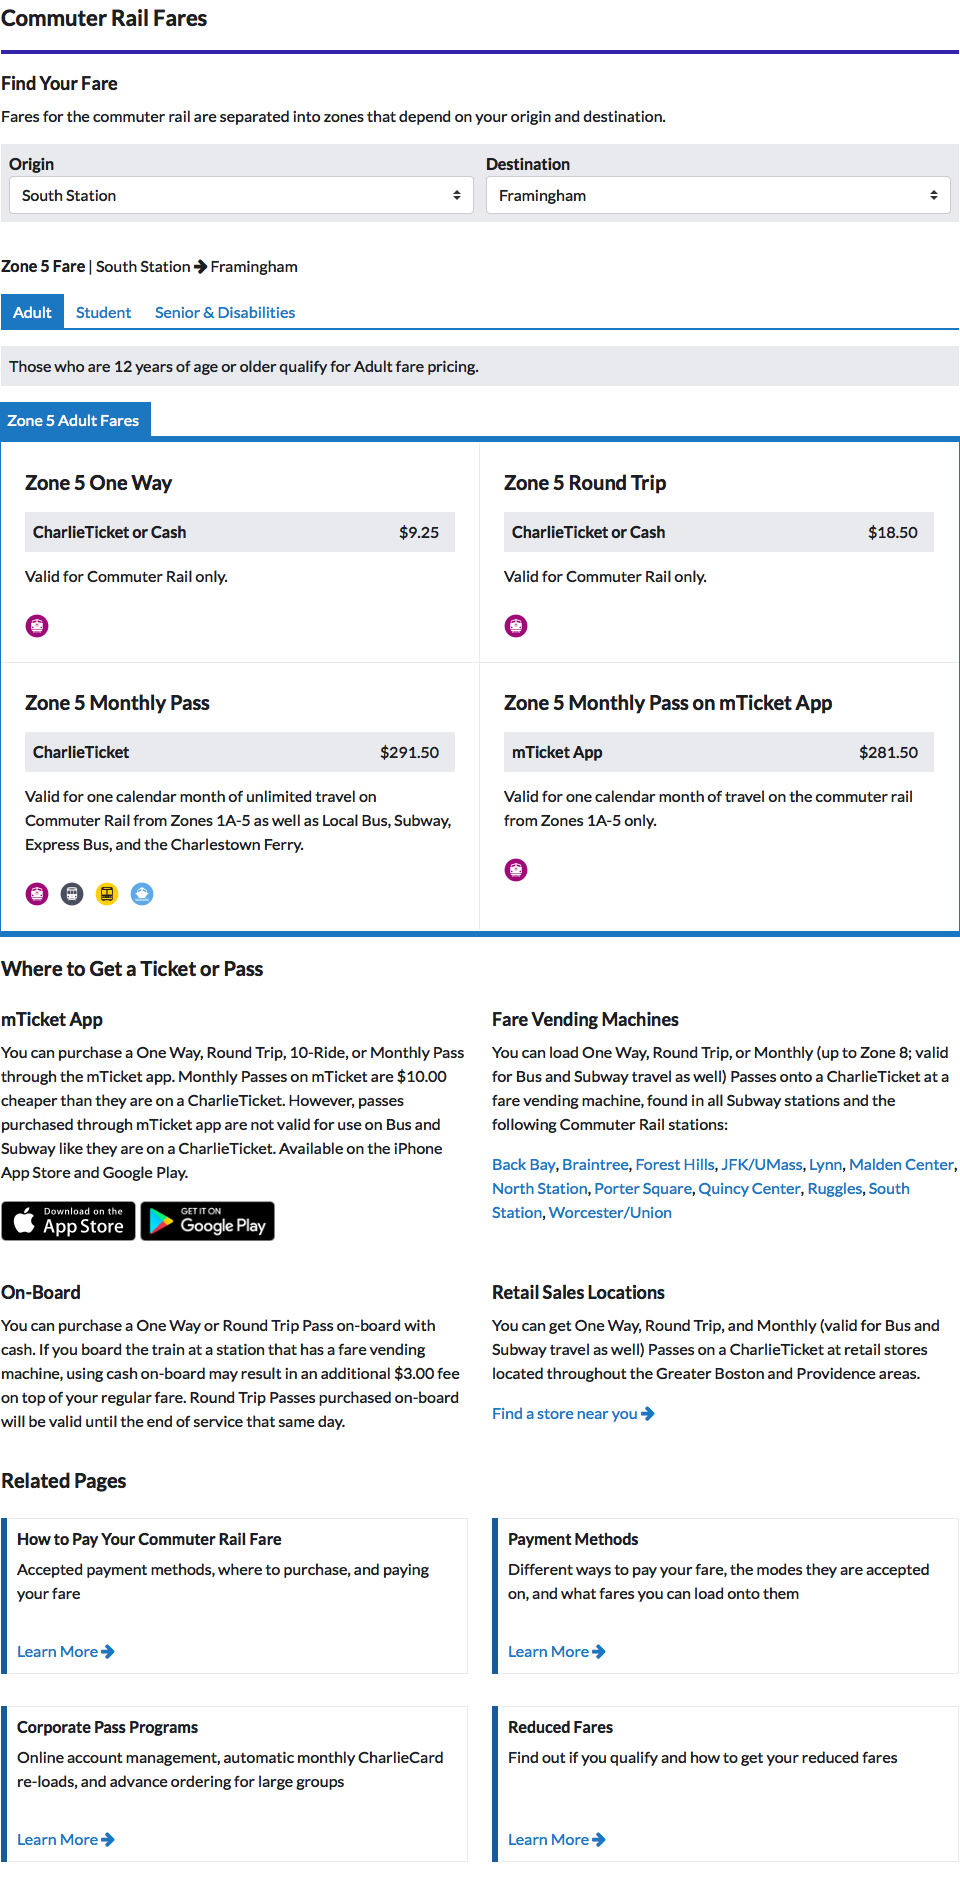 Commuter Rail Fares
Find Your Fare
Fares for the commuter rail are separated into zones that depend on your origin and destination.
Origin
South Station
Destination
Framingham
Zone 5 Fare | South Station → Framingham
Adult Student Senior & Disabilities
Those who are 12 years of age or older qualify for Adult fare pricing.
Zone 5 Adult Fares
Zone 5 One Way
CharlieTicket or Cash $9.25
Valid for Commuter Rail only.
Zone 5 Round Trip
CharlieTicket or Cash $18.50
Valid for Commuter Rail only.
Zone 5 Monthly Pass
CharlieTicket $291.50
Valid for one calendar month of unlimited travel on
Commuter Rail from Zones 1A-5 as well as Local Bus, Subway,
Express Bus, and the Charlestown Ferry.
Zone 5 Monthly Pass on mTicket App
mTicket App $281.50
Valid for one calendar month of travel on the commuter rail
from Zones 1A-5 only.
Where to Get a Ticket or Pass
mTicket App
You can purchase a One Way, Round Trip, 10-Ride, or Monthly Pass
through the mTicket app. Monthly Passes on mTicket are $10.00
cheaper than they are on a CharlieTicket. However, passes
purchased through mTicket app are not valid for use on Bus and
Subway like they are on a CharlieTicket. Available on the iPhone
App Store and Google Play.
Download on the
App Store
GET IT ON
Google Play
Fare Vending Machines
You can load One Way, Round Trip, or Monthly (up to Zone 8; valid
for Bus and Subway travel as well) Passes onto a CharlieTicket at a
fare vending machine, found in all Subway stations and the
following Commuter Rail stations:
Back Bay, Braintree, Forest Hills, JFK/UMass, Lynn, Malden Center,
North Station, Porter Square, Quincy Center, Ruggles, South
Station, Worcester/Union
On-Board
You can purchase a One Way or Round Trip Pass on-board with
cash. If you board the train at a station that has a fare vending
machine, using cash on-board may result in an additional $3.00 fee
on top of your regular fare. Round Trip Passes purchased on-board
will be valid until the end of service that same day.
Retail Sales Locations
You can get One Way, Round Trip, and Monthly (valid for Bus and
Subway travel as well) Passes on a CharlieTicket at retail stores
located throughout the Greater Boston and Providence areas.
Find a store near you →
Related Pages
How to Pay Your Commuter Rail Fare
Accepted payment methods, where to purchase, and paying
your fare
Learn More →
Payment Methods
Different ways to pay your fare, the modes they are accepted
on, and what fares you can load onto them
Learn More →
Corporate Pass Programs
Online account management, automatic monthly CharlieCard
re-loads, and advance ordering for large groups
Learn More →
Reduced Fares
Find out if you qualify and how to get your reduced fares
Learn More →